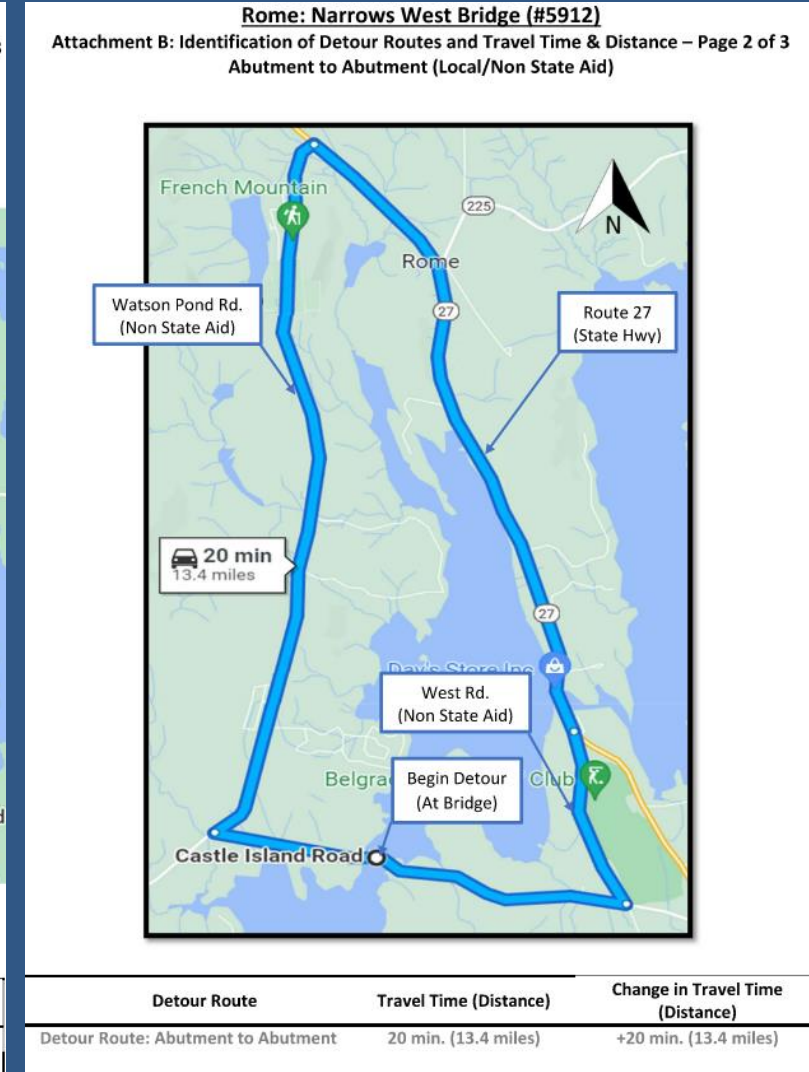 Rome: Narrows West Bridge (#5912)
Attachment B: Identification of Detour Routes and Travel Time & Distance – Page 2 of 3
Abutment to Abutment (Local/Non State Aid)
French Mountain
225
N
Rome
27
Watson Pond Rd.
(Non State Aid)
Route 27
(State Hwy)
20 min
13.4 miles
27
Day's Store Inc
West Rd.
(Non State Aid)
Belgra
Club
Begin Detour
(At Bridge)
Castle Island Road
Detour Route
Travel Time (Distance)
Change in Travel Time
(Distance)
Detour Route: Abutment to Abutment
20 min. (13.4 miles)
+20 min. (13.4 miles)